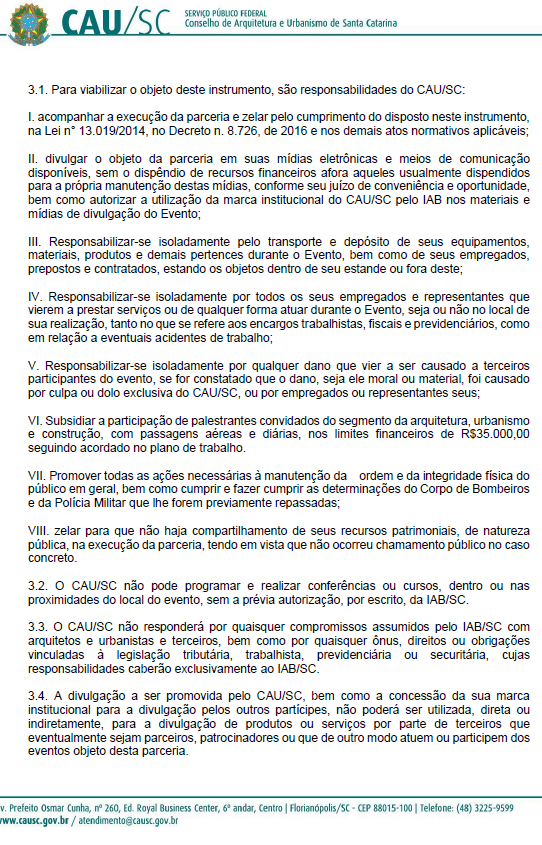 CAU/SC
SERVIÇO PÚBLICO FEDERAL
Conselho de Arquitetura e Urbanismo de Santa Catarina
3.1. Para viabilizar o objeto deste instrumento, são responsabilidades do CAU/SC:
I. acompanhar a execução da parceria e zelar pelo cumprimento do disposto neste instrumento,
na Lei n° 13.019/2014, no Decreto n. 8.726, de 2016 e nos demais atos normativos aplicáveis;
II. divulgar o objeto da parceria em suas mídias eletrônicas e meios de comunicação
disponíveis, sem o dispêndio de recursos financeiros afora aqueles usualmente dispendidos
para a própria manutenção destas mídias, conforme seu juízo de conveniência e oportunidade,
bem como autorizar a utilização da marca institucional do CAU/SC pelo IAB nos materiais e
mídias de divulgação do Evento;
III. Responsabilizar-se isoladamente pelo transporte e depósito de seus equipamentos,
materiais, produtos e demais pertences durante o Evento, bem como de seus empregados,
prepostos e contratados, estando os objetos dentro de seu estande ou fora deste;
IV. Responsabilizar-se isoladamente por todos os seus empregados e representantes que
vierem a prestar serviços ou de qualquer forma atuar durante o Evento, seja ou não no local de
sua realização, tanto no que se refere aos encargos trabalhistas, fiscais e previdenciários, como
em relação a eventuais acidentes de trabalho;
V. Responsabilizar-se isoladamente por qualquer dano que vier a ser causado a terceiros
participantes do evento, se for constatado que o dano, seja ele moral ou material, foi causado
por culpa ou dolo exclusiva do CAU/SC, ou por empregados ou representantes seus;
VI. Subsidiar a participação de palestrantes convidados do segmento da arquitetura, urbanismo
e construção, com passagens aéreas e diárias, nos limites financeiros de R$35.000,00
seguindo acordado no plano de trabalho.
VII. Promover todas as ações necessárias à manutenção da ordem e da integridade física do
público em geral, bem como cumprir e fazer cumprir as determinações do Corpo de Bombeiros
e da Polícia Militar que lhe forem previamente repassadas;
VIII. zelar para que não haja compartilhamento de seus recursos patrimoniais, de natureza
pública, na execução da parceria, tendo em vista que não ocorreu chamamento público no caso
concreto.
3.2. O CAU/SC não pode programar e realizar conferências ou cursos, dentro ou nas
proximidades do local do evento, sem a prévia autorização, por escrito, da IAB/SC.
3.3. O CAU/SC não responderá por quaisquer compromissos assumidos pelo IAB/SC com
arquitetos e urbanistas e terceiros, bem como por quaisquer ônus, direitos ou obrigações
vinculadas à legislação tributária, trabalhista, previdenciária ou securitária, cujas
responsabilidades caberão exclusivamente ao IAB/SC.
3.4. A divulgação a ser promovida pelo CAU/SC, bem como a concessão da sua marca
institucional para a divulgação pelos outros partícipes, não poderá ser utilizada, direta ou
indiretamente, para a divulgação de produtos ou serviços por parte de terceiros que
eventualmente sejam parceiros, patrocinadores ou que de outro modo atuem ou participem dos
eventos objeto desta parceria.
v. Prefeito Osmar Cunha, nº 260, Ed. Royal Business Center, 6º andar, Centro | Florianópolis/SC - CEP 88015-100 | Telefone: (48) 3225-9599
www.causc.gov.br / atendimento@causc.gov.br